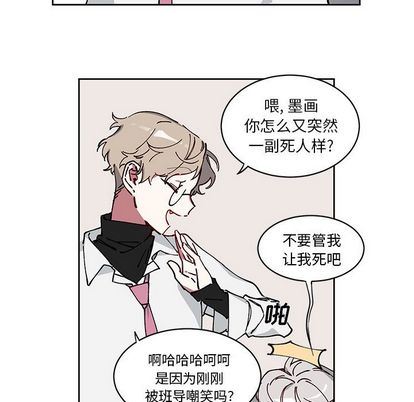 喂,墨画
你怎么又突然
一副死人样?
不要管我
让我死吧
啪
啊哈哈哈呵呵
是因为刚刚
被班导嘲笑吗?